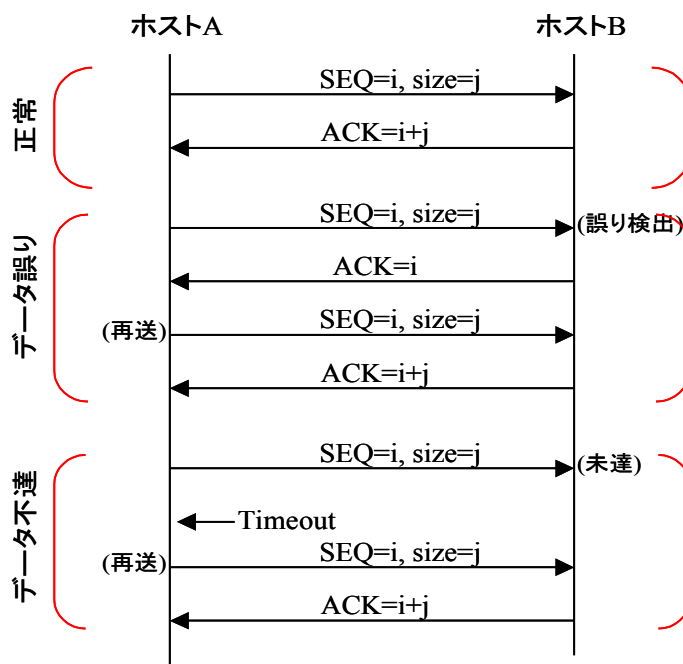 ホストA
ホストB
正常
SEQ=i, size=j
ACK=i+j
データ誤り
SEQ=i, size=j
(誤り検出)
ACK=i
(再送)
SEQ=i, size=j
ACK=i+j
データ不達
SEQ=i, size=j
(未達)
Timeout
(再送)
SEQ=i, size=j
ACK=i+j